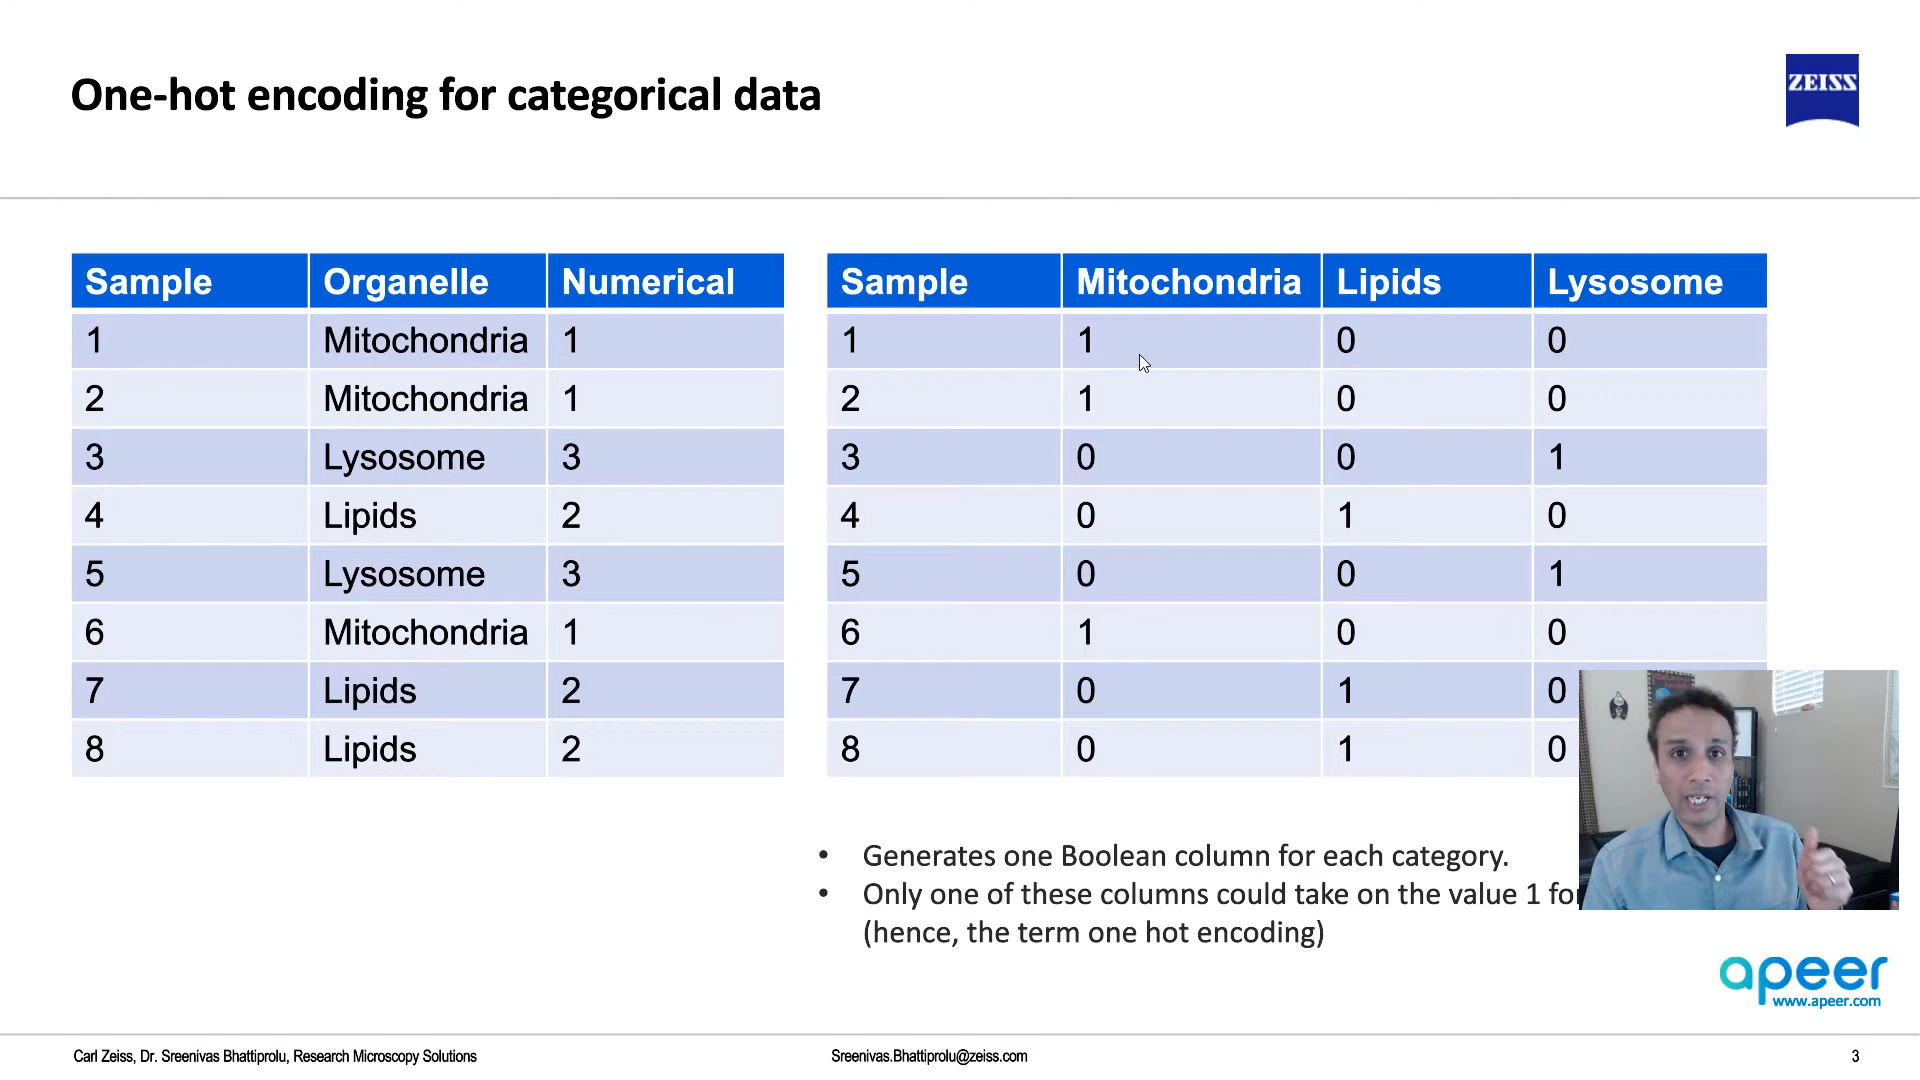 One-hot encoding for categorical data
ZEISS
Sample Organelle Numerical
1 Mitochondria 1
2 Mitochondria 1
3 Lysosome 3
4 Lipids 2
5 Lysosome 3
6 Mitochondria 1
7 Lipids 2
8 Lipids 2
Sample Mitochondria Lipids Lysosome
1 1 0 0
2 1 0 0
3 0 0 1
4 0 1 0
5 0 0 1
6 1 0 0
7 0 1 0
8 0 1 0
• Generates one Boolean column for each category.
• Only one of these columns could take on the value 1 for
(hence, the term one hot encoding)
apeer
www.apeer.com
Carl Zeiss, Dr. Sreenivas Bhattiprolu, Research Microscopy Solutions
Sreenivas.Bhattiprolu@zeiss.com
3